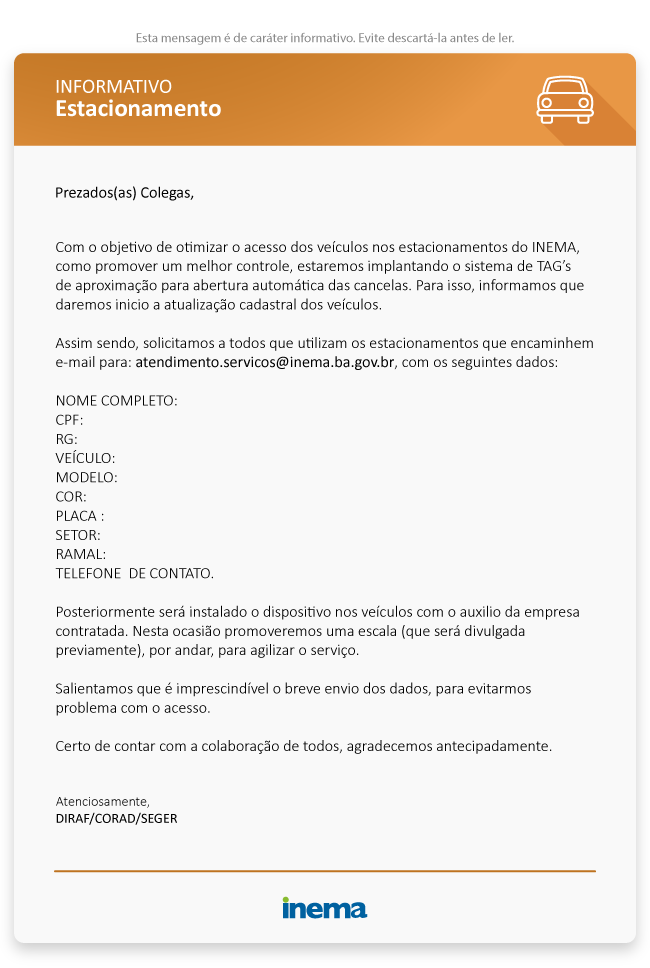 Esta mensagem é de caráter informativo. Evite descartá-la antes de ler.
INFORMATIVO
Estacionamento
Prezados(as) Colegas,
Com o objetivo de otimizar o acesso dos veículos nos estacionamentos do INEMA,
como promover um melhor controle, estaremos implantando o sistema de TAG’s
de aproximação para abertura automática das cancelas. Para isso, informamos que
daremos inicio a atualização cadastral dos veículos.
Assim sendo, solicitamos a todos que utilizam os estacionamentos que encaminhem
e-mail para: atendimento.servicos@inema.ba.gov.br, com os seguintes dados:
NOME COMPLETO:
CPF:
RG:
VEÍCULO:
MODELO:
COR:
PLACA :
SETOR:
RAMAL:
TELEFONE  DE CONTATO.
Posteriormente será instalado o dispositivo nos veículos com o auxilio da empresa
contratada. Nesta ocasião promoveremos uma escala (que será divulgada
previamente), por andar, para agilizar o serviço.
Salientamos que é imprescindível o breve envio dos dados, para evitarmos
problema com o acesso.
Certo de contar com a colaboração de todos, agradecemos antecipadamente.
Atenciosamente,
DIRAF/CORAD/SEGER
inema